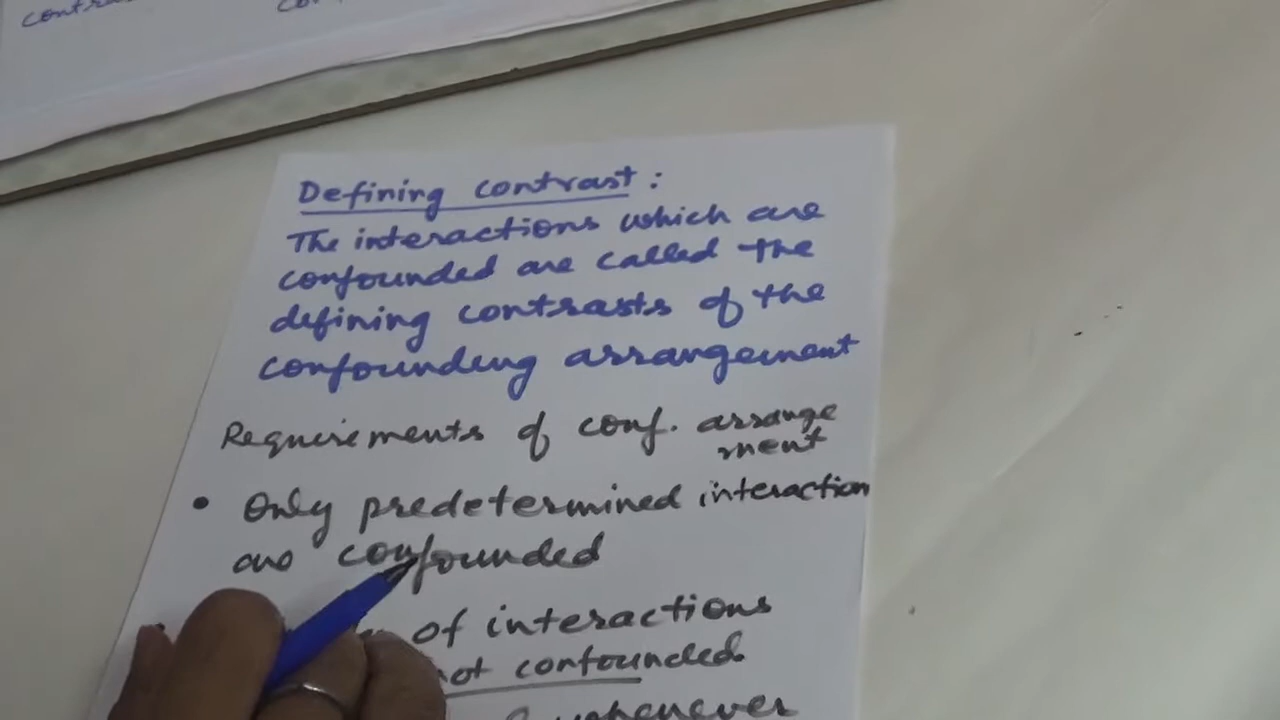 Defining contrast :
The interactions which are
confounded are called the
defining contrasts of the
confounding arrangement
Requirements of conf. arrange
ment
• Only predetermined interaction
are confounded
of interactions
not confounded.
whenever